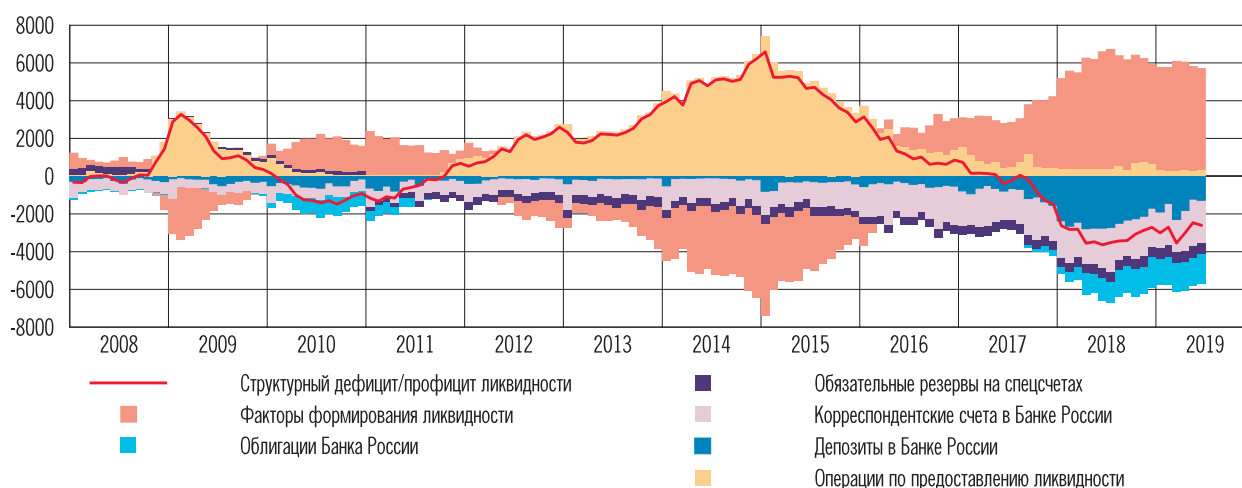 8000
6000
4000
2000
0
-2000
-4000
-6000
-8000
2008 2009 2010 2011 2012 2013 2014 2015 2016 2017 2018 2019
Структурный дефицит/профицит ликвидности
Факторы формирования ликвидности
Облигации Банка России
Обязательные резервы на спецсчетах
Корреспондентские счета в Банке России
Депозиты в Банке России
Операции по предоставлению ликвидности